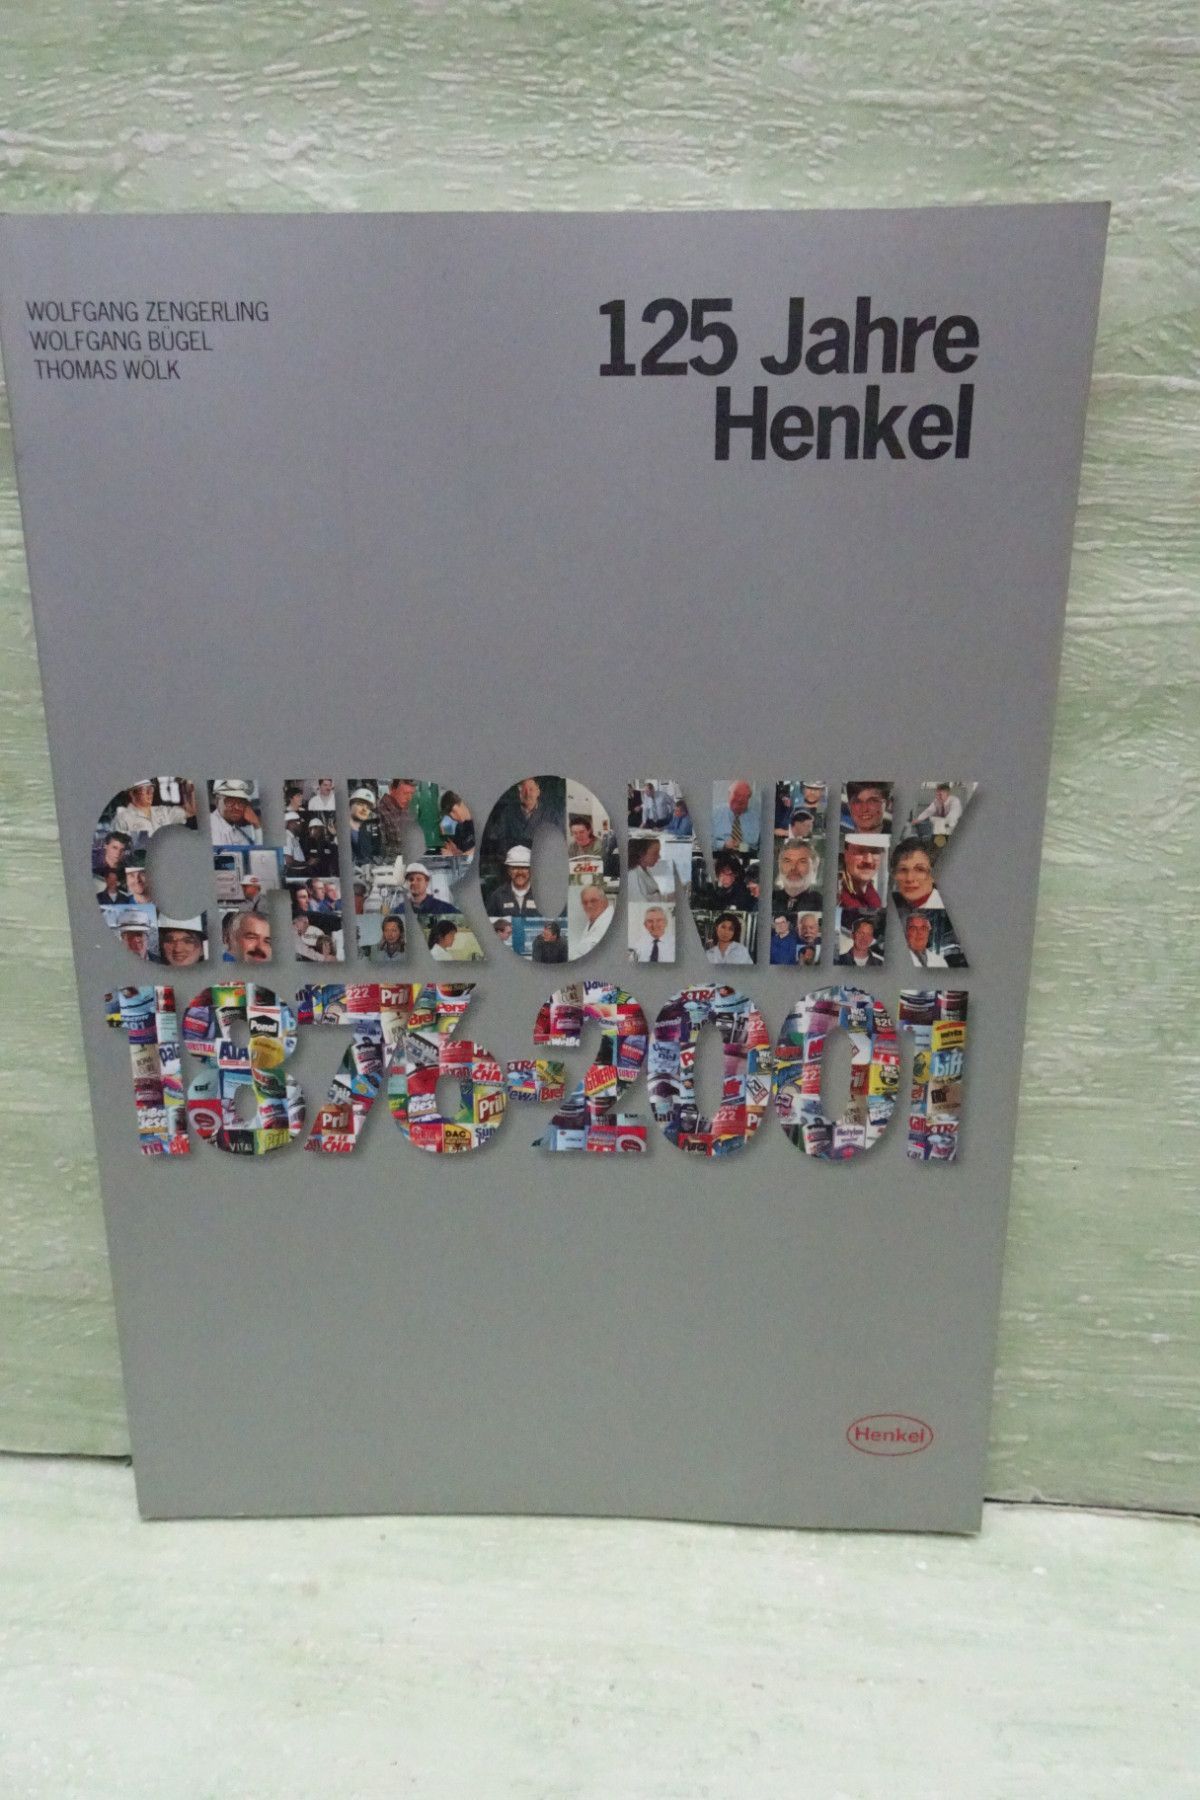 WOLFGANG ZENGERLING
WOLFGANG BÜGEL
THOMAS WÖLK
125 Jahre
Henkel
CHRONIK
1876-2001
Henkel